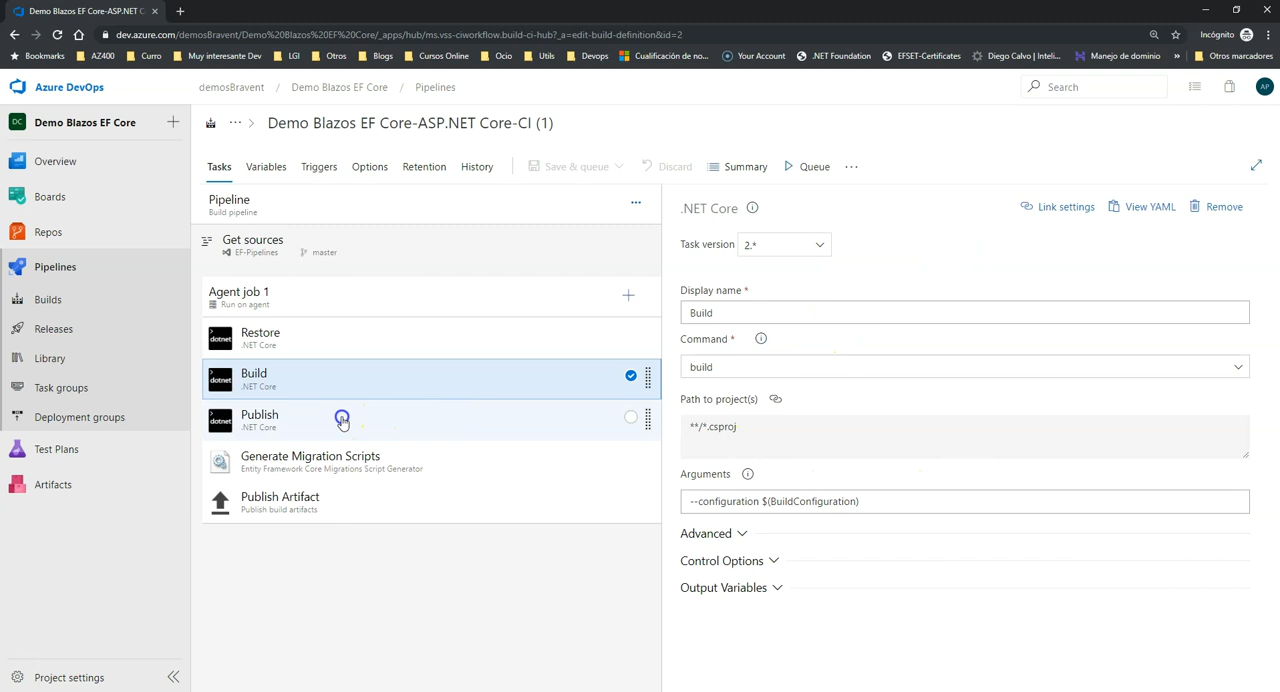 Demo Blazos EF Core-ASP.NET C
dev.azure.com/demosBravent/Demo%20Blazos%20EF%20Core/_apps/hub/ms.vss-ciworkflow.build-ci-hub?_a=edit-build-definition&id=2
Incógnito
Bookmarks AZ400 Curro Muy interesante Dev LGI Otros Blogs Cursos Online Ocio Utils Devops Cualificación de no... Your Account .NET Foundation EFSET-Certificates Diego Calvo | Inteli... Manejo de dominio » Otros marcadores
Azure DevOps
demosBravent / Demo Blazos EF Core / Pipelines
Search
AP
DC Demo Blazos EF Core
Overview
Boards
Repos
Pipelines
Builds
Releases
Library
Task groups
Deployment groups
Test Plans
Artifacts
Project settings
Demo Blazos EF Core-ASP.NET Core-CI (1)
Tasks Variables Triggers Options Retention History Save & queue Discard Summary Queue
Pipeline
Build pipeline
Get sources
EF-Pipelines master
Agent job 1
Run on agent
dotnet
Restore
.NET Core
dotnet
Build
.NET Core
dotnet
Publish
.NET Core
Generate Migration Scripts
Entity Framework Core Migrations Script Generator
Publish Artifact
Publish build artifacts
.NET Core
Link settings View YAML Remove
Task version 2.*
Display name *
Build
Command *
build
Path to project(s)
**/*.csproj
Arguments
--configuration $(BuildConfiguration)
Advanced
Control Options
Output Variables